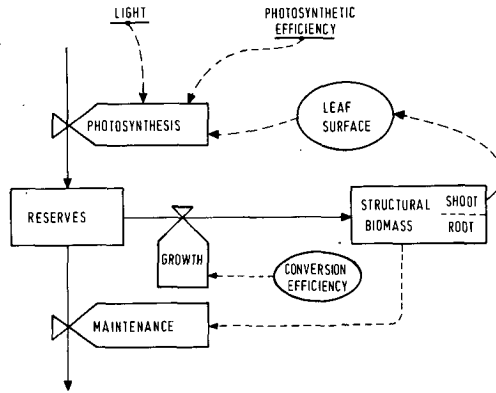 LIGHT
PHOTOSYNTHETIC
EFFICIENCY
PHOTOSYNTHESIS
LEAF
SURFACE
RESERVES
STRUCTURAL
BIOMASS
SHOOT
ROOT
GROWTH
CONVERSION
EFFICIENCY
MAINTENANCE